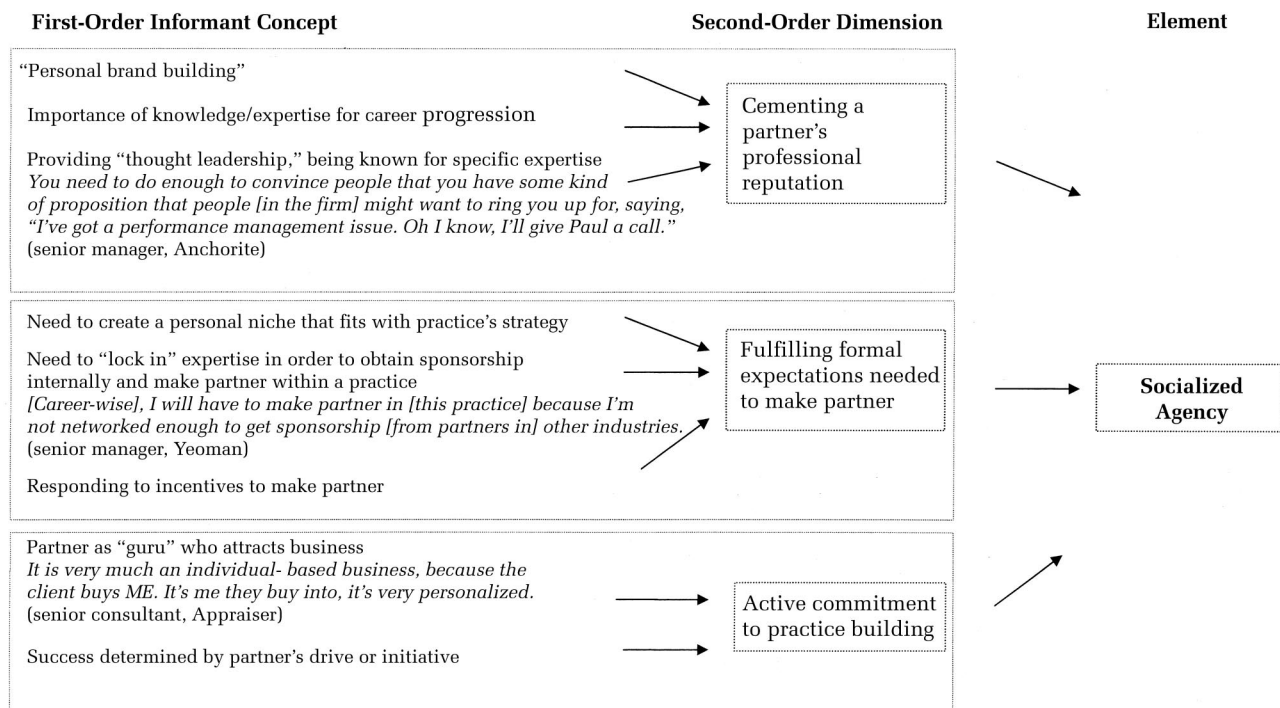 First-Order Informant Concept
Second-Order Dimension
Element
“Personal brand building”
Importance of knowledge/expertise for career progression
Providing “thought leadership,” being known for specific expertise
You need to do enough to convince people that you have some kind
of proposition that people [in the firm] might want to ring you up for, saying,
“I’ve got a performance management issue. Oh I know, I’ll give Paul a call.”
(senior manager, Anchorite)
Cementing a
partner’s
professional
reputation
Need to create a personal niche that fits with practice’s strategy
Need to “lock in” expertise in order to obtain sponsorship
internally and make partner within a practice
[Career-wise], I will have to make partner in [this practice] because I’m
not networked enough to get sponsorship [from partners in] other industries.
(senior manager, Yeoman)
Responding to incentives to make partner
Fulfilling formal
expectations needed
to make partner
Partner as “guru” who attracts business
It is very much an individual- based business, because the
client buys ME. It’s me they buy into, it’s very personalized.
(senior consultant, Appraiser)
Success determined by partner’s drive or initiative
Active commitment
to practice building
Socialized
Agency